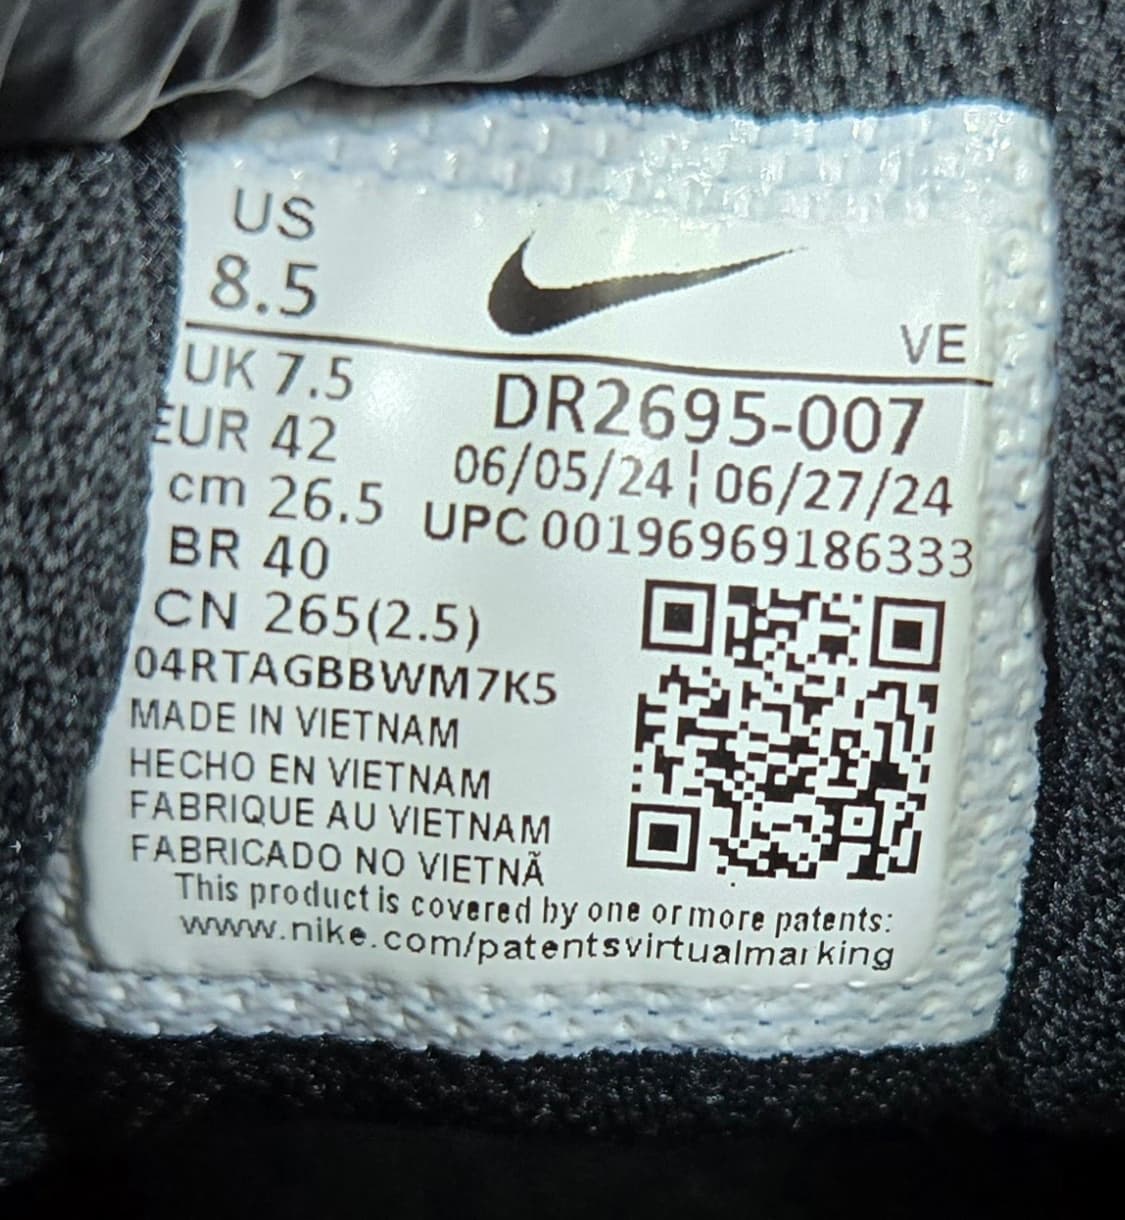 US
8.5
VE
UK 7.5
DR2695-007
EUR 42
06/05/24¦06/27/24
cm 26.5
UPC 00196969186333
BR 40
CN 265(2.5)
04RTAGBBWM7K5
MADE IN VIETNAM
HECHO EN VIETNAM
FABRIQUE AU VIETNAM
FABRICADO NO VIETNÃ
This product is covered by one or more patents:
www.nike.com/patentsvirtualmarking